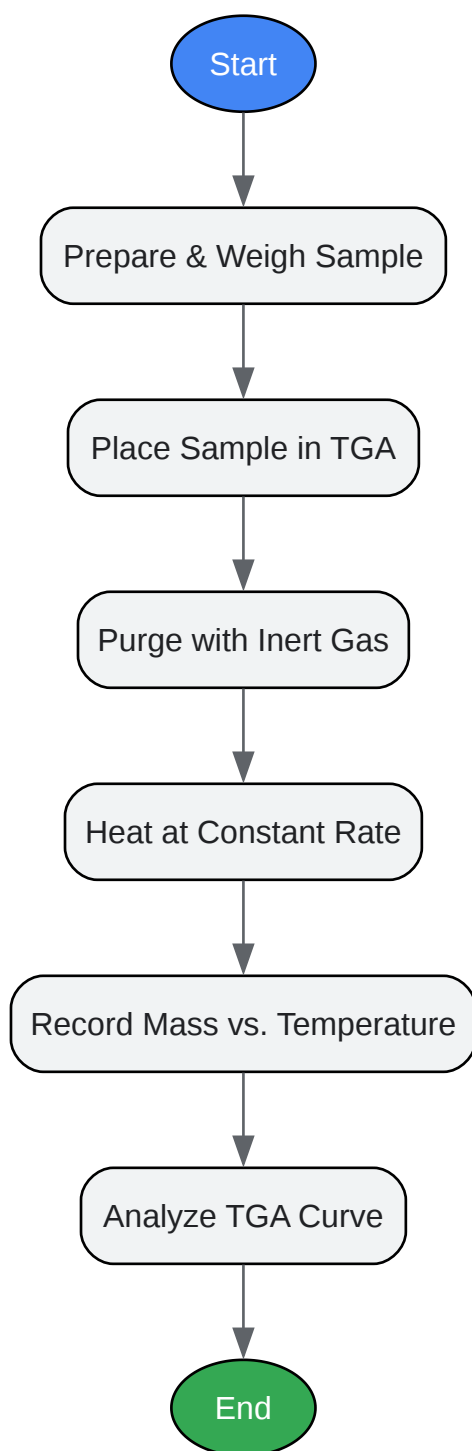 Start
Prepare & Weigh Sample
Place Sample in TGA
Purge with Inert Gas
Heat at Constant Rate
Record Mass vs. Temperature
Analyze TGA Curve
End